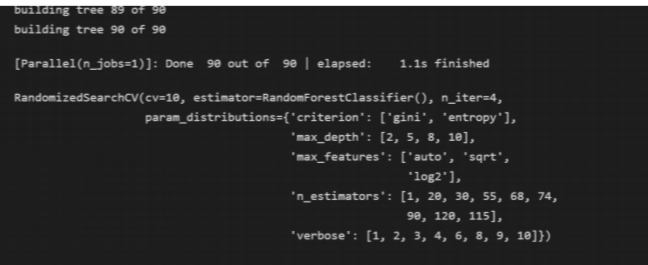 building tree 89 of 90
building tree 90 of 90
[Parallel(n_jobs=1)]: Done  90 out of  90 | elapsed:    1.1s finished
RandomizedSearchCV(cv=10, estimator=RandomForestClassifier(), n_iter=4,
                   param_distributions={'criterion': ['gini', 'entropy'],
                                        'max_depth': [2, 5, 8, 10],
                                        'max_features': ['auto', 'sqrt',
                                                         'log2'],
                                        'n_estimators': [1, 20, 30, 55, 68, 74,
                                                         90, 120, 115],
                                        'verbose': [1, 2, 3, 4, 6, 8, 9, 10]})